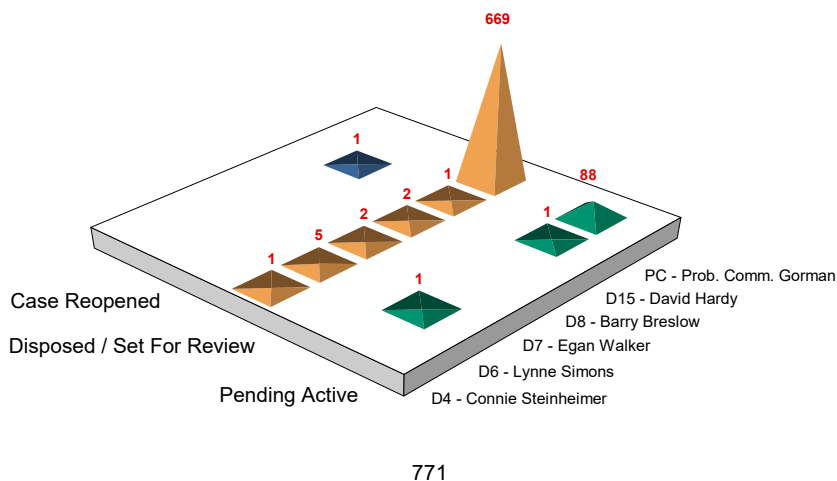 669
1
88
1
2
1
2
5
1
1
PC - Prob. Comm. Gorman
D15 - David Hardy
Case Reopened
D8 - Barry Breslow
Disposed / Set For Review
D7 - Egan Walker
D6 - Lynne Simons
Pending Active
D4 - Connie Steinheimer
771